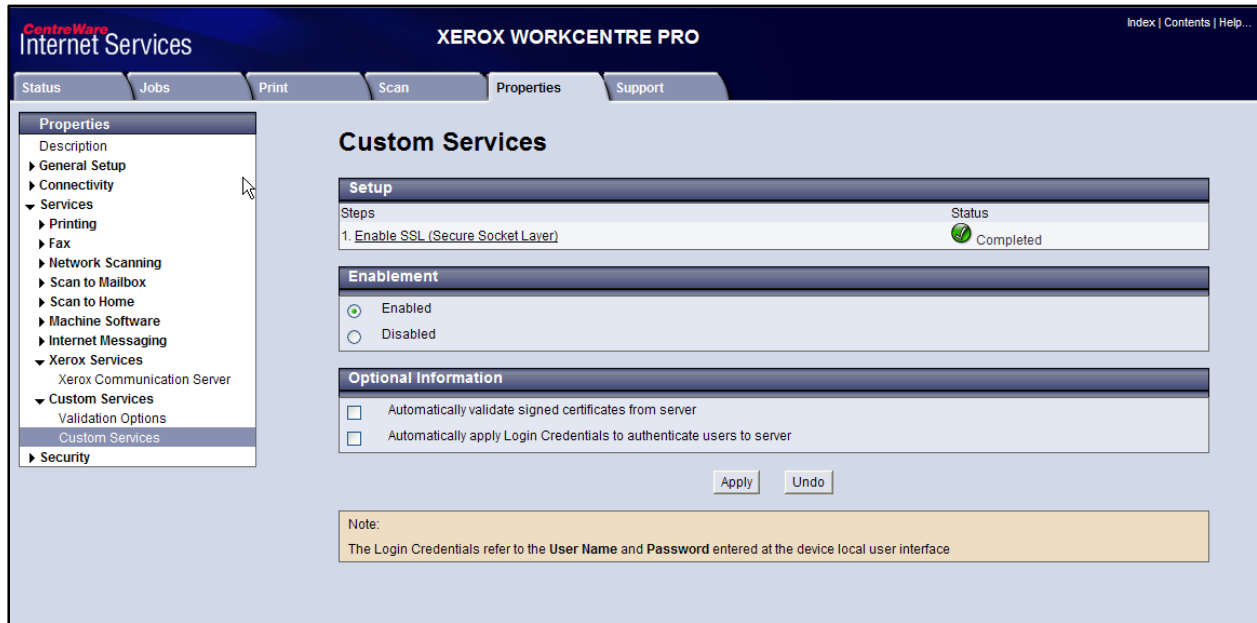 CentreWare
Internet Services
XEROX WORKCENTRE PRO
Index | Contents | Help...
Status Jobs Print Scan Properties Support
Properties
Description
General Setup
Connectivity
Services
Printing
Fax
Network Scanning
Scan to Mailbox
Scan to Home
Machine Software
Internet Messaging
Xerox Services
Xerox Communication Server
Custom Services
Validation Options
Custom Services
Security
Custom Services
Setup
Steps Status
1. Enable SSL (Secure Socket Layer) Completed
Enablement
Enabled
Disabled
Optional Information
Automatically validate signed certificates from server
Automatically apply Login Credentials to authenticate users to server
Apply Undo
Note:
The Login Credentials refer to the User Name and Password entered at the device local user interface